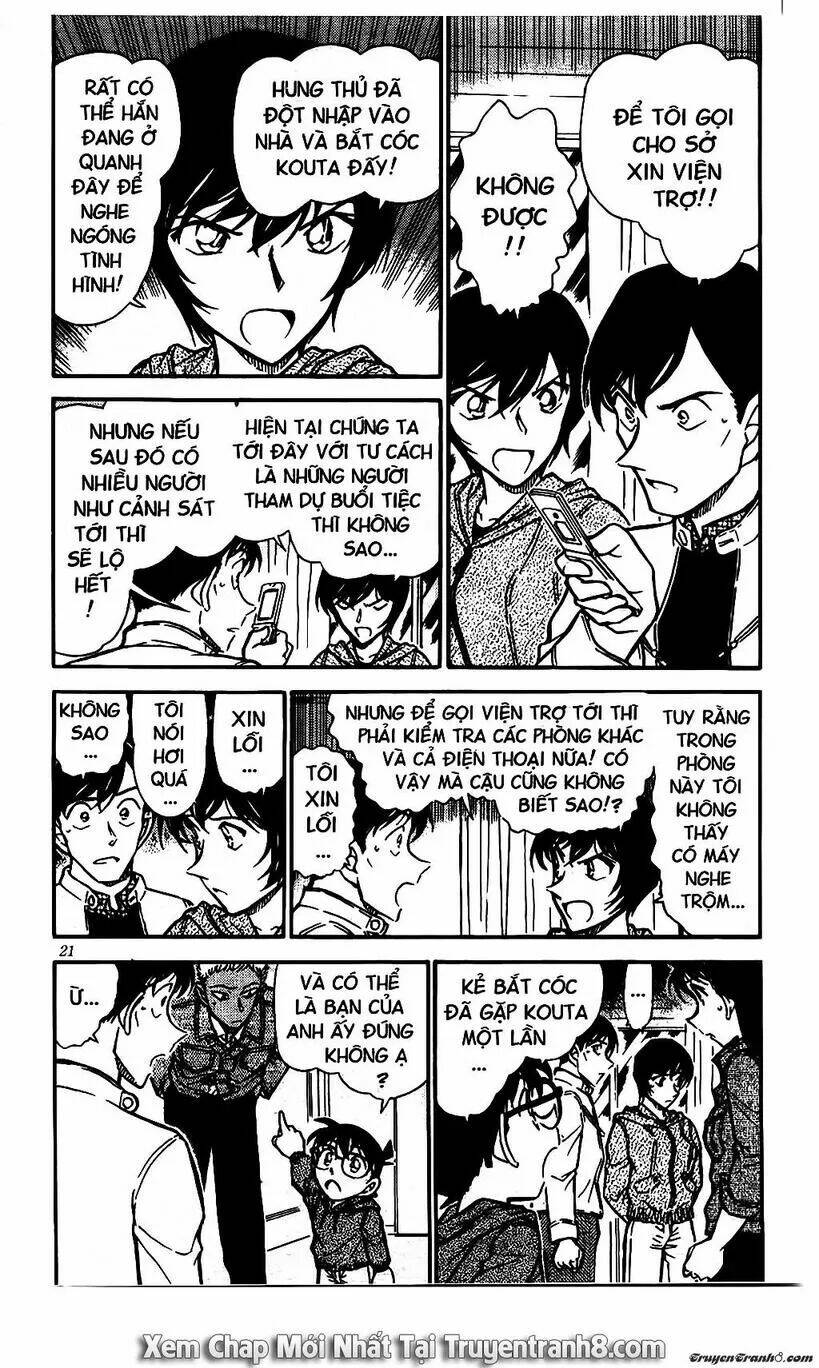 ĐỂ TÔI GỌI
CHO SỞ
XIN VIỆN
TRỢ!!
KHÔNG
ĐƯỢC
!!
HUNG THỦ ĐÃ
ĐỘT NHẬP VÀO
NHÀ VÀ BẮT CÓC
KOUTA ĐẤY!
RẤT CÓ
THỂ HẮN
ĐANG Ở
QUANH
ĐÂY ĐỂ
NGHE
NGÓNG
TÌNH
HÌNH!
HIỆN TẠI CHÚNG TA
TỚI ĐÂY VỚI TƯ CÁCH
LÀ NHỮNG NGƯỜI
THAM DỰ BUỔI TIỆC
THÌ KHÔNG
SAO...
NHƯNG NẾU
SAU ĐÓ CÓ
NHIỀU NGƯỜI
NHƯ CẢNH SÁT
TỚI THÌ
SẼ LỘ
HẾT
!
TUY RẰNG
TRONG
PHÒNG
NÀY TÔI
KHÔNG
THẤY
CÓ MÁY
NGHE
TRỘM...
NHƯNG ĐỂ GỌI VIỆN TRỢ TỚI THÌ
PHẢI KIỂM TRA CÁC PHÒNG KHÁC
VÀ CẢ ĐIỆN THOẠI NỮA! CÓ
VẬY MÀ CẬU CŨNG KHÔNG
BIẾT SAO!?
TÔI
XIN
LỖI
...
XIN
LỖI
...
TÔI
NÓI
HƠI
QUÁ
...
KHÔNG
SAO
...
21
...
KẺ BẮT CÓC
ĐÃ GẶP KOUTA
MỘT LẦN
...
VÀ CÓ THỂ
LÀ BẠN CỦA
ANH ẤY ĐÚNG
KHÔNG Ạ
?
Ừ...
Xem Chap Mới Nhất Tại Truyentranh8.com
TruyenTranh8.com